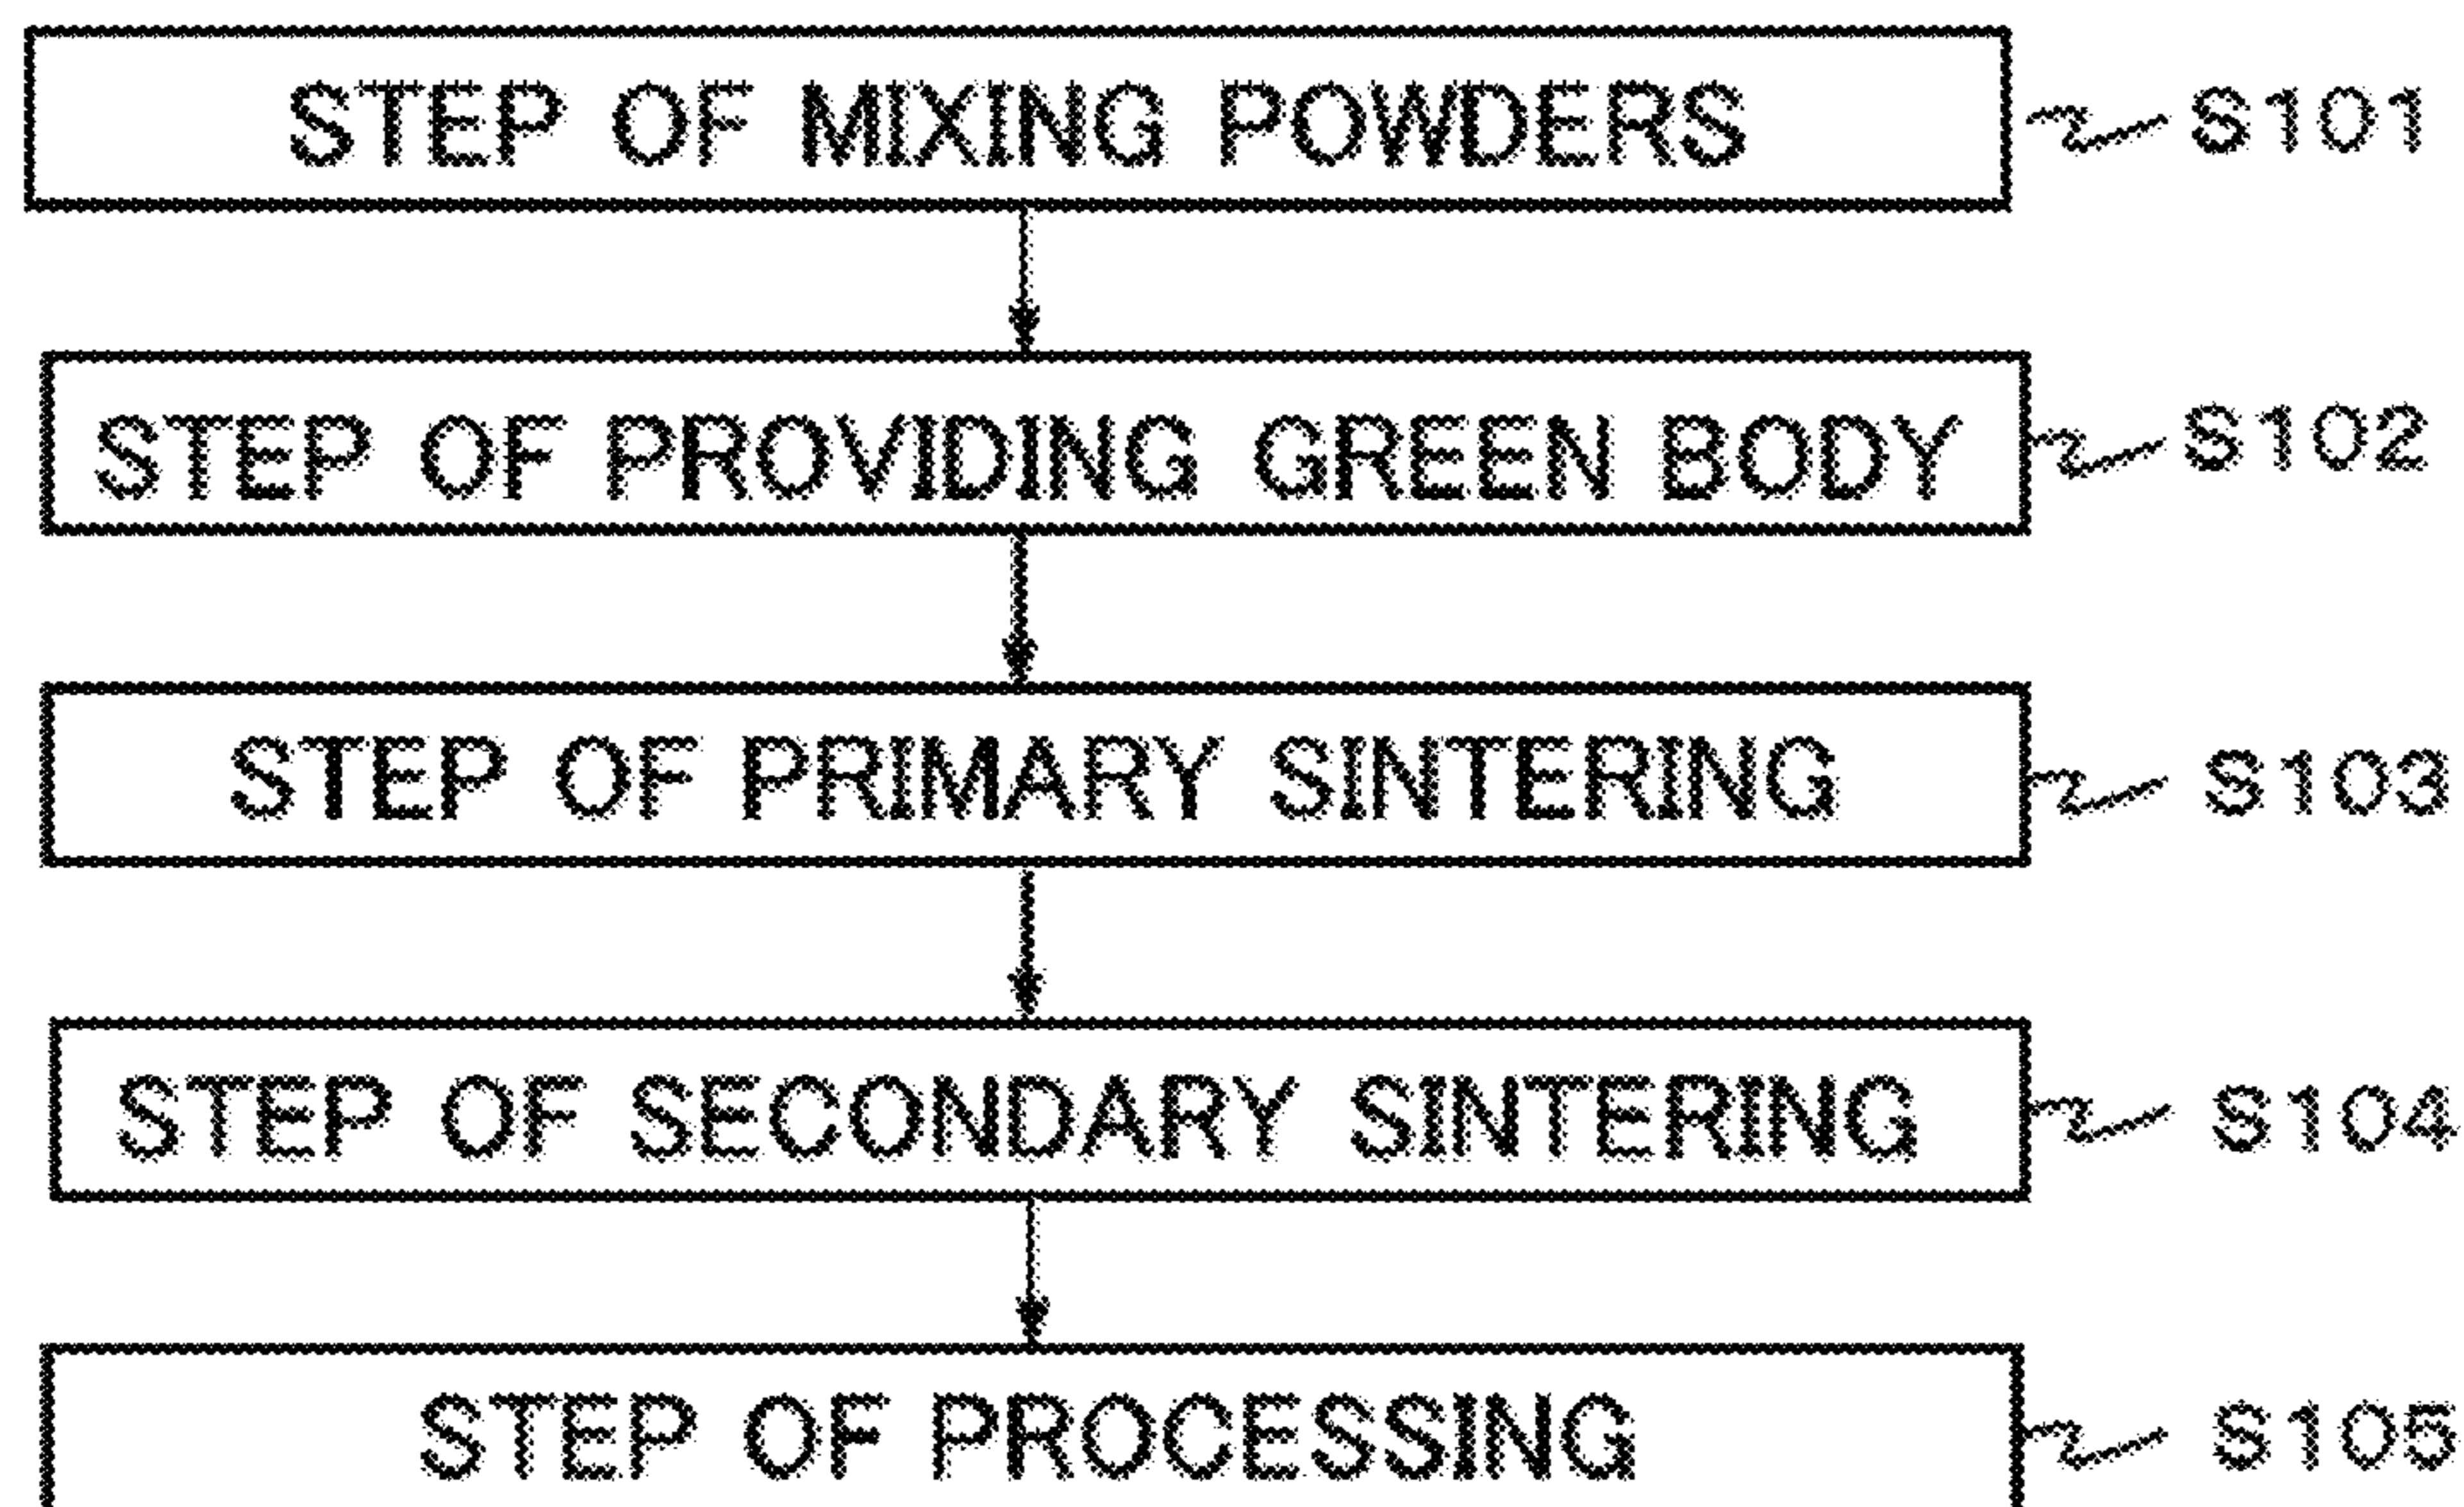 STEP OF MIXING POWDERS S101
STEP OF PROVIDING GREEN BODY S102
STEP OF PRIMARY SINTERING S103
STEP OF SECONDARY SINTERING S104
STEP OF PROCESSING S105